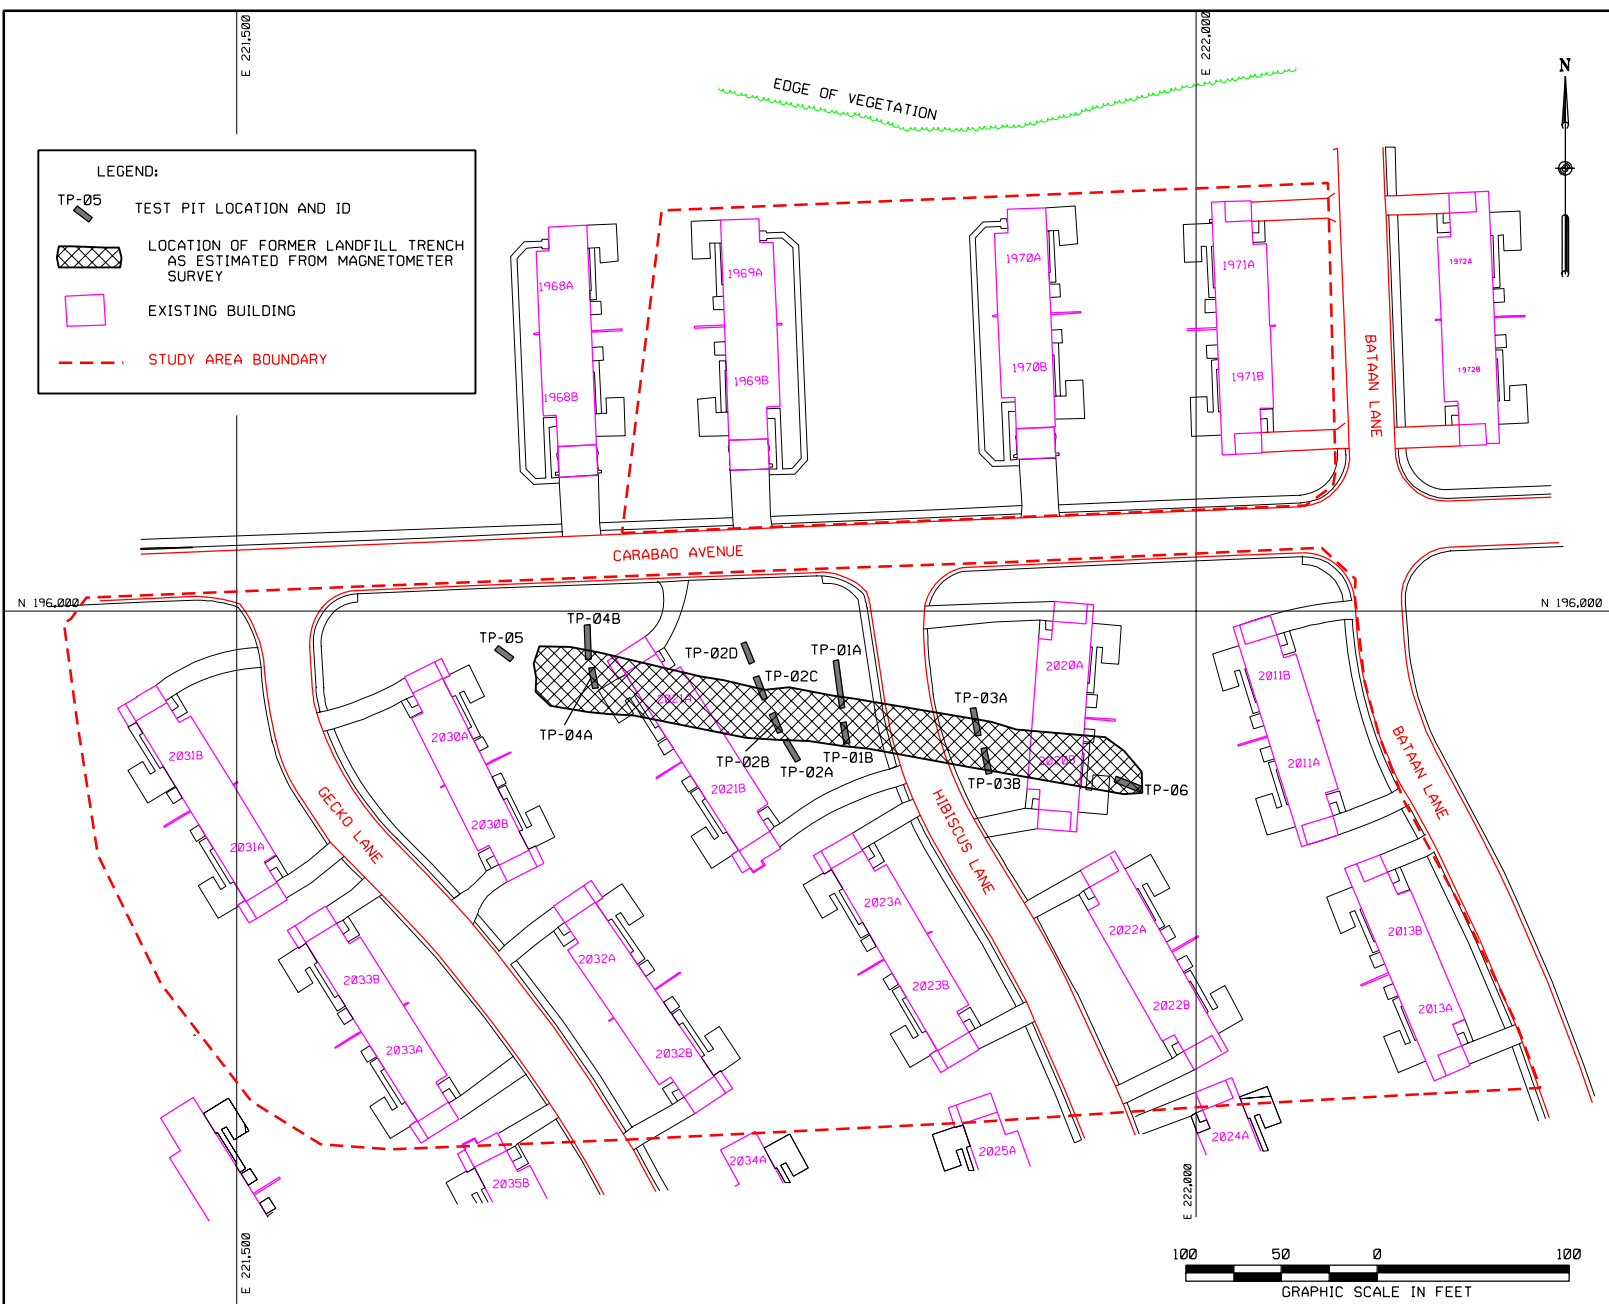 E 221,500
E 222,000
EDGE OF VEGETATION
N
LEGEND:
TP-05
TEST PIT LOCATION AND ID
LOCATION OF FORMER LANDFILL TRENCH
AS ESTIMATED FROM MAGNETOMETER
SURVEY
EXISTING BUILDING
STUDY AREA BOUNDARY
1968A
1969A
1970A
1971A
1972A
1968B
1969B
1970B
1971B
1972B
BATAAN LANE
CARABAO AVENUE
N 196,000
N 196,000
TP-05
TP-04B
TP-02D
TP-01A
TP-02C
TP-03A
TP-04A
TP-02B
TP-02A
TP-01B
TP-03B
TP-06
2031B
2031A
2030A
2030B
2021A
2021B
2020A
2020B
2011B
2011A
GECKO LANE
HIBISCUS LANE
BATAAN LANE
2033B
2033A
2032A
2032B
2023A
2023B
2022A
2022B
2013B
2013A
2035B
2034A
2025A
2024A
E 221,500
E 222,000
100 50 0 100
GRAPHIC SCALE IN FEET